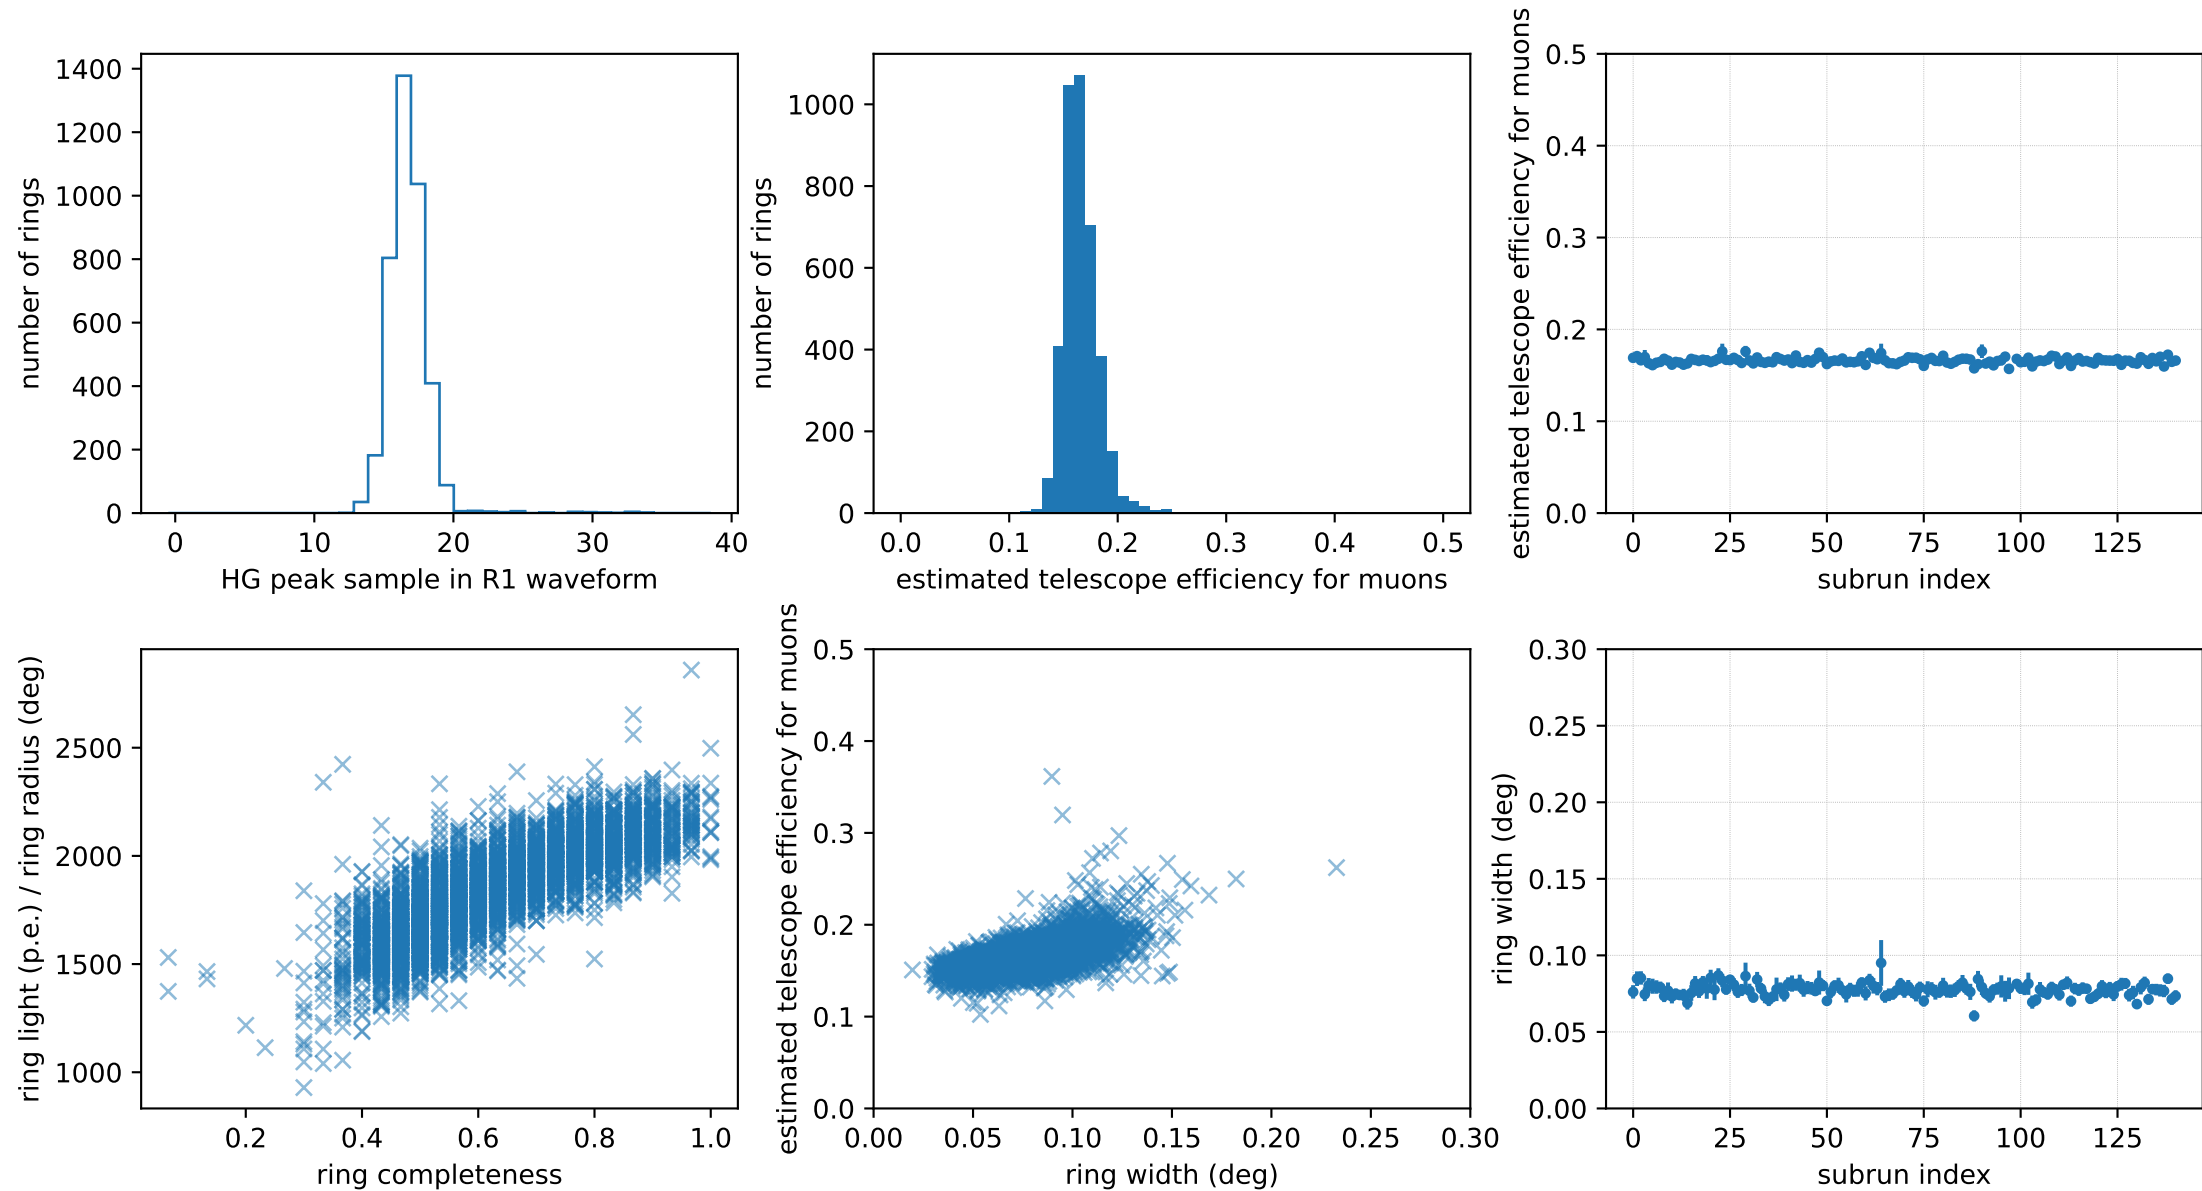 number of rings
1400
1200
1000
800
600
400
200
0
0 10 20 30 40
HG peak sample in R1 waveform
number of rings
1000
800
600
400
200
0
0.0 0.1 0.2 0.3 0.4 0.5
estimated telescope efficiency for muons
estimated telescope efficiency for muons
0.5
0.4
0.3
0.2
0.1
0.0
0 25 50 75 100 125
subrun index
ring light (p.e.) / ring radius (deg)
2500
2000
1500
1000
0.2 0.4 0.6 0.8 1.0
ring completeness
estimated telescope efficiency for muons
0.5
0.4
0.3
0.2
0.1
0.0
0.00 0.05 0.10 0.15 0.20 0.25 0.30
ring width (deg)
ring width (deg)
0.30
0.25
0.20
0.15
0.10
0.05
0.00
0 25 50 75 100 125
subrun index